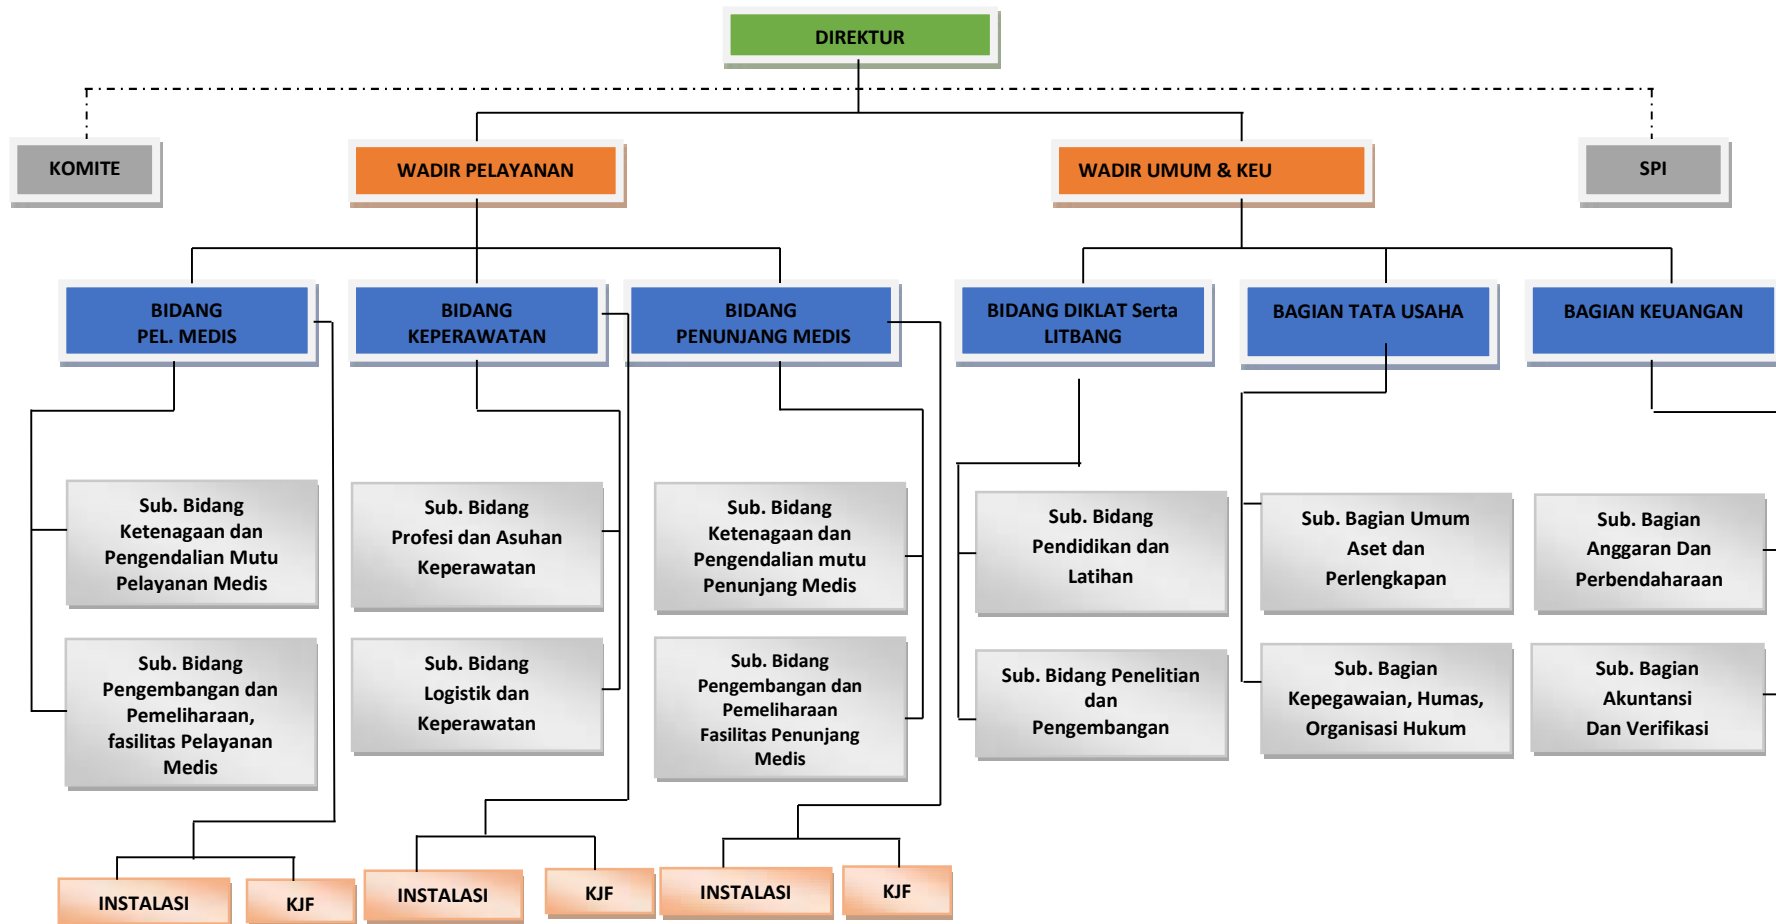 DIREKTUR
KOMITE
WADIR PELAYANAN
WADIR UMUM & KEU
SPI
BIDANG
PEL. MEDIS
BIDANG
KEPERAWATAN
BIDANG
PENUNJANG MEDIS
BIDANG DIKLAT Serta
LITBANG
BAGIAN TATA USAHA
BAGIAN KEUANGAN
Sub. Bidang
Ketenagaan dan
Pengendalian Mutu
Pelayanan Medis
Sub. Bidang
Profesi dan Asuhan
Keperawatan
Sub. Bidang
Ketenagaan dan
Pengendalian mutu
Penunjang Medis
Sub. Bidang
Pendidikan dan
Latihan
Sub. Bagian Umum
Aset dan
Perlengkapan
Sub. Bagian
Anggaran Dan
Perbendaharaan
Sub. Bidang
Pengembangan dan
Pemeliharaan,
fasilitas Pelayanan
Medis
Sub. Bidang
Logistik dan
Keperawatan
Sub. Bidang
Pengembangan dan
Pemeliharaan
Fasilitas Penunjang
Medis
Sub. Bidang Penelitian
dan
Pengembangan
Sub. Bagian
Kepegawaian, Humas,
Organisasi Hukum
Sub. Bagian
Akuntansi
Dan Verifikasi
INSTALASI
KJF
INSTALASI
KJF
INSTALASI
KJF